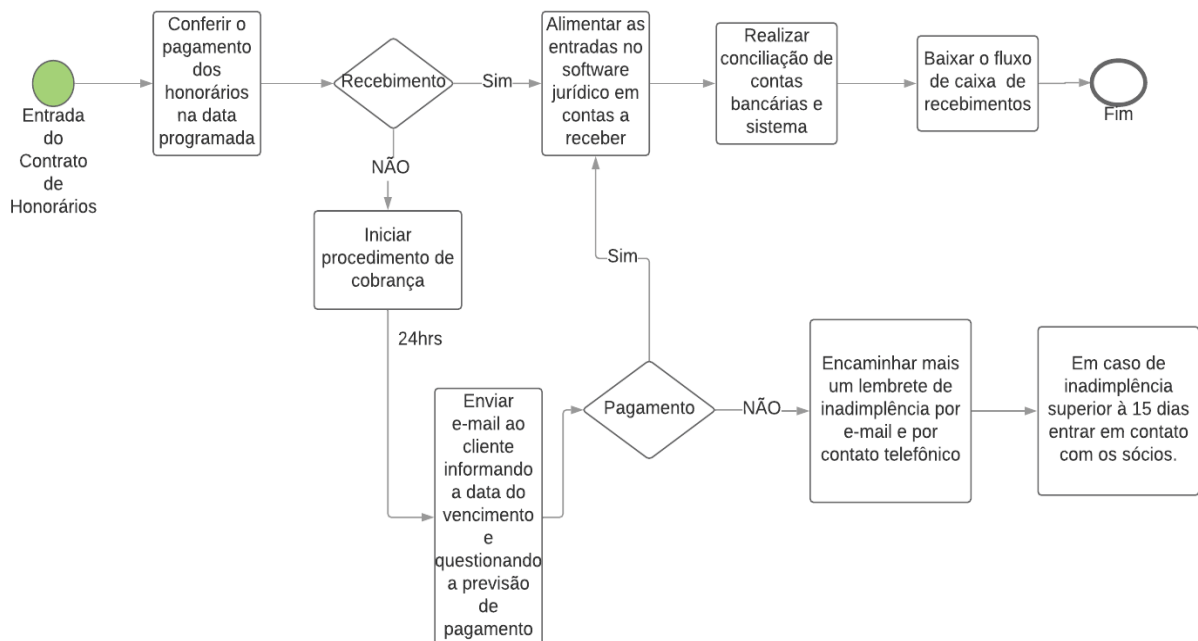 Entrada
do
Contrato
de
Honorários
Conferir o
pagamento
dos
honorários
na data
programada
Recebimento
Sim
Alimentar as
entradas no
software
jurídico em
contas a
receber
Realizar
conciliação de
contas
bancárias e
sistema
Baixar o fluxo
de caixa de
recebimentos
Fim
NÃO
Iniciar
procedimento de
cobrança
24hrs
Enviar
e-mail ao
cliente
informando
a data do
vencimento
e
questionando
a previsão
de
pagamento
Pagamento
Sim
NÃO
Encaminhar mais
um lembrete de
inadimplência por
e-mail e por
contato telefônico
Em caso de
inadimplência
superior à 15 dias
entrar em contato
com os sócios.